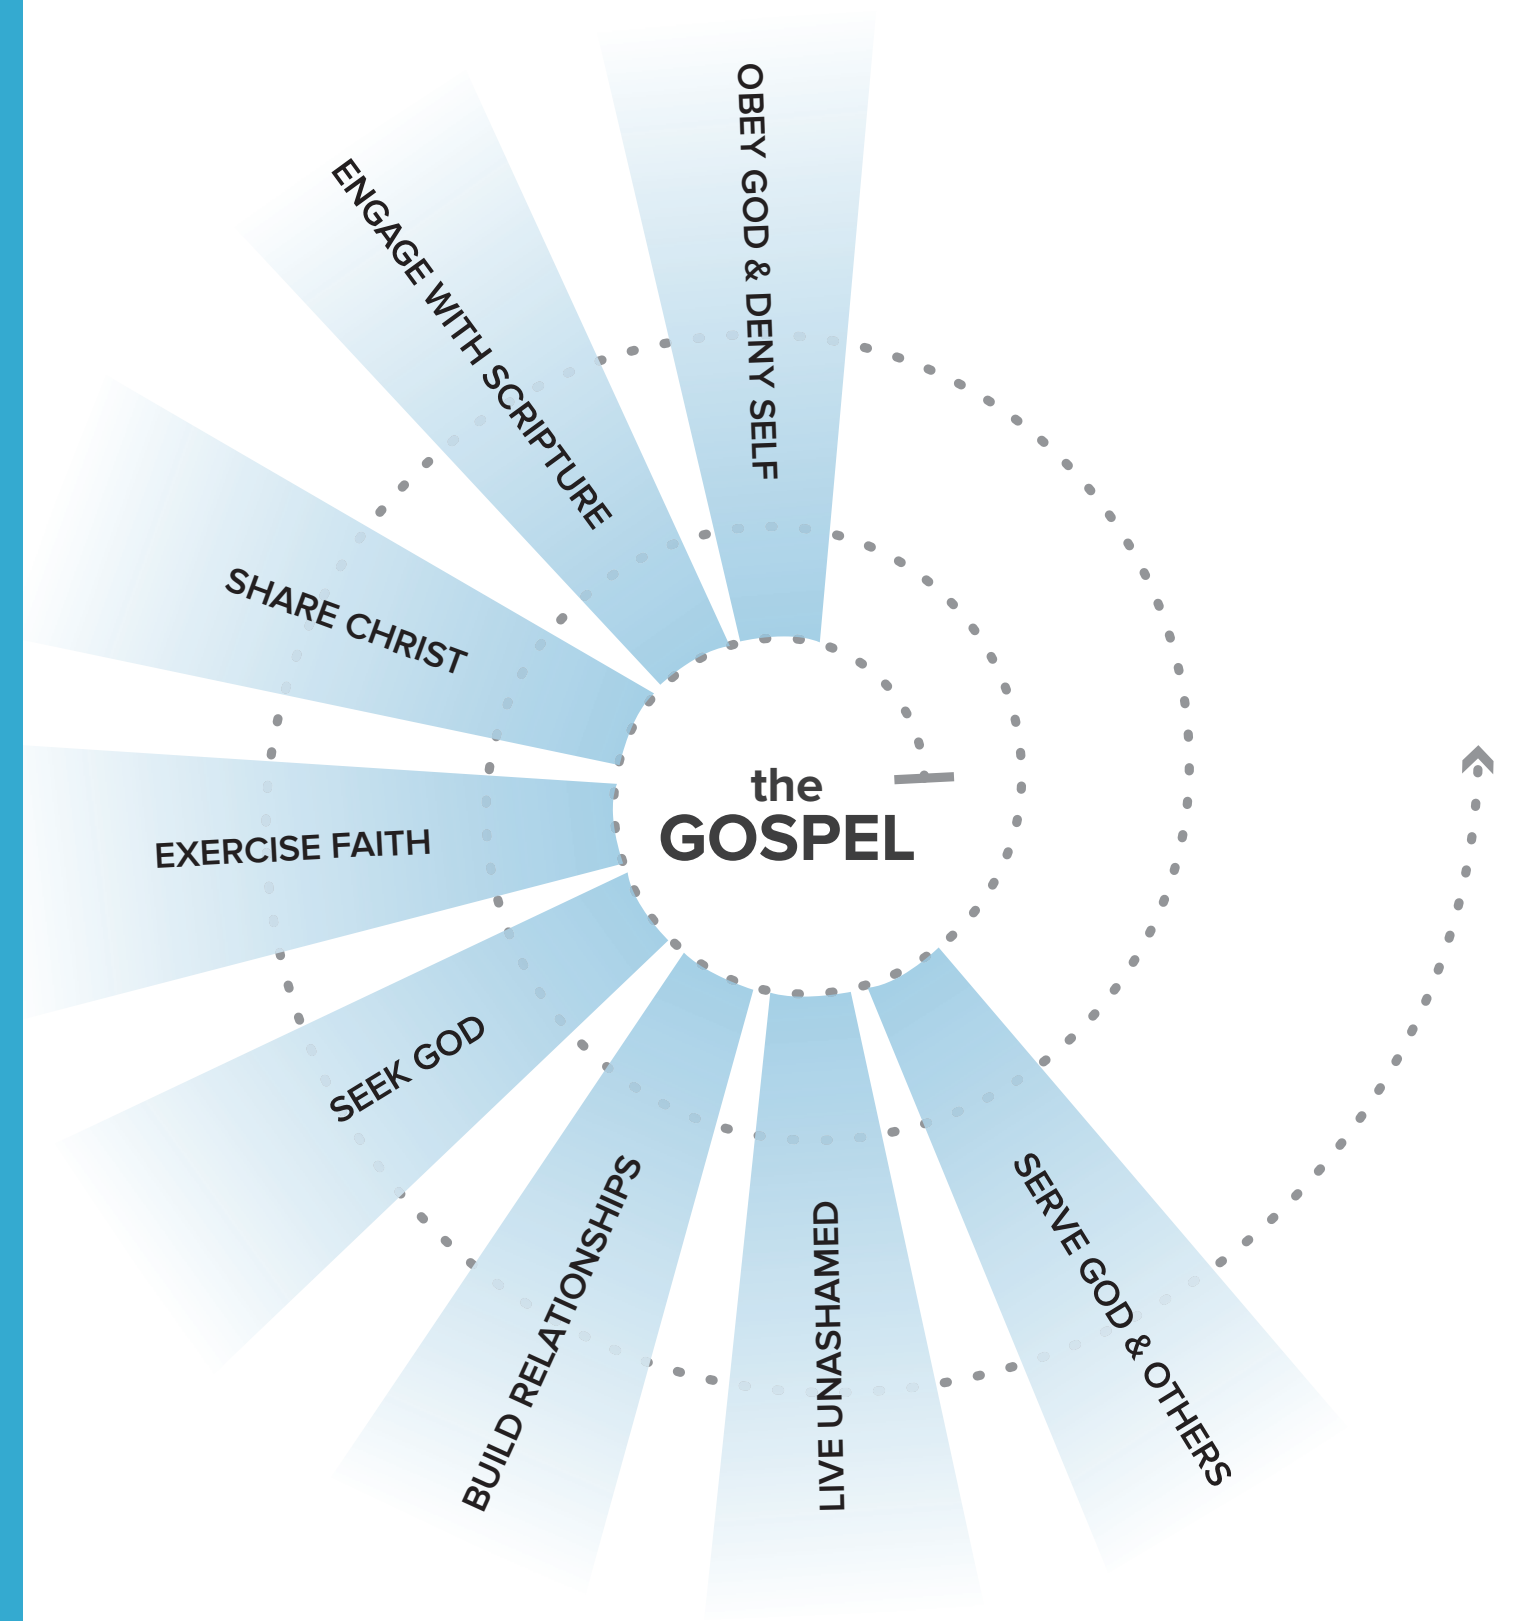 OBEY GOD & DENY SELF
ENGAGE WITH SCRIPTURE
SHARE CHRIST
EXERCISE FAITH
SEEK GOD
BUILD RELATIONSHIPS
LIVE UNASHAMED
SERVE GOD & OTHERS
the
GOSPEL